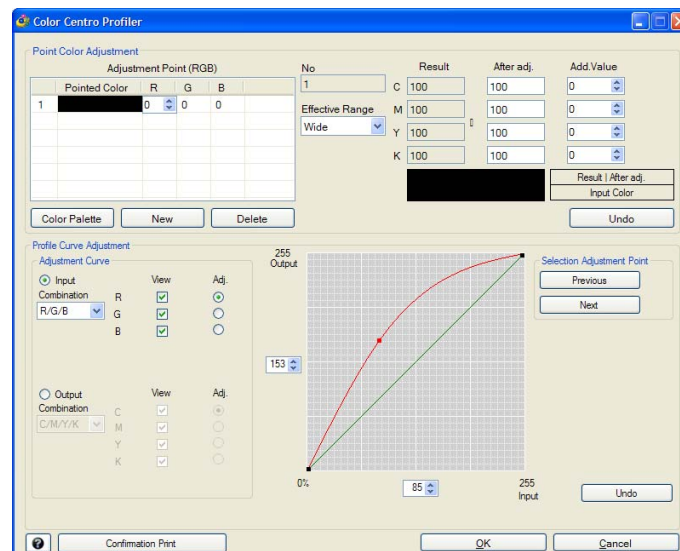 Color Centro Profiler
Point Color Adjustment
Adjustment Point (RGB)
Pointed Color R G B
1 0 0 0
Color Palette New Delete
No
1
Effective Range
Wide
Result After adj. Add.Value
C 100 100 0
M 100 100 0
Y 100 100 0
K 100 100 0
Result | After adj.
Input Color
Undo
Profile Curve Adjustment
Adjustment Curve
Input View Adj.
Combination
R/G/B
R
G
B
Output View Adj.
Combination
C/M/Y/K
C
M
Y
K
255
Output
153
0%
85
255
Input
Selection Adjustment Point
Previous
Next
Undo
? Confirmation Print OK Cancel